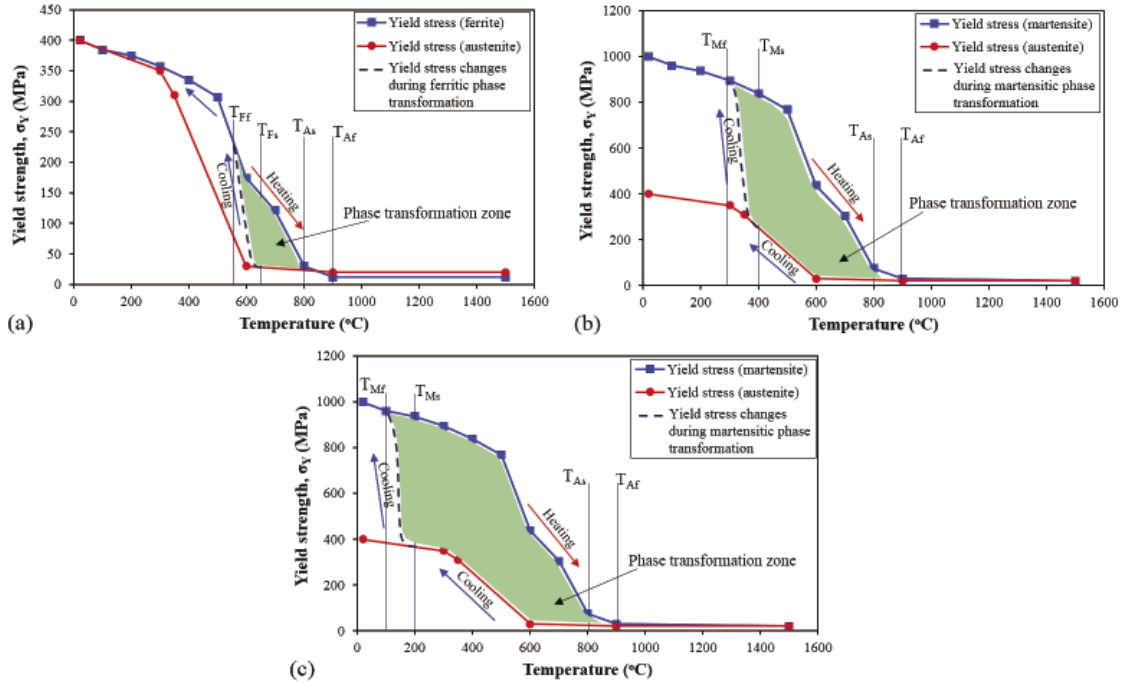 450
400
350
300
250
200
150
100
50
0
Yield strength, σY (MPa)
0 200 400 600 800 1000 1200 1400 1600
Temperature (°C)
Yield stress (ferrite)
Yield stress (austenite)
Yield stress changes
during ferritic phase
transformation
TFf
TFs
TAs
TAf
Cooling
Heating
Phase transformation zone
(a)
1200
1000
800
600
400
200
0
Yield strength, σY (MPa)
0 200 400 600 800 1000 1200 1400 1600
Temperature (°C)
Yield stress (martensite)
Yield stress (austenite)
Yield stress changes
during martensitic phase
transformation
TMf
TMs
TAs
TAf
Cooling
Heating
Phase transformation zone
Cooling
(b)
1200
1000
800
600
400
200
0
Yield strength, σY (MPa)
0 200 400 600 800 1000 1200 1400 1600
Temperature (°C)
Yield stress (martensite)
Yield stress (austenite)
Yield stress changes
during martensitic phase
transformation
TMf
TMs
TAs
TAf
Cooling
Heating
Phase transformation zone
Cooling
(c)